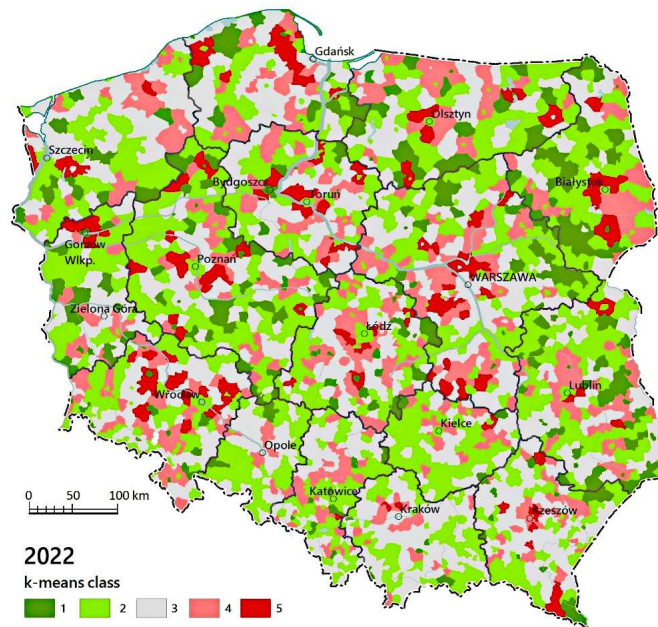 Gdańsk
Olsztyn
Szczecin
Białystok
Bydgoszcz
Toruń
Gorzów
Wlkp.
Poznań
WARSZAWA
Zielona Góra
Łódź
Wrocław
Lublin
Kielce
Opole
Katowice
Kraków
Rzeszów
0 50 100 km
2022
k-means class
1 2 3 4 5